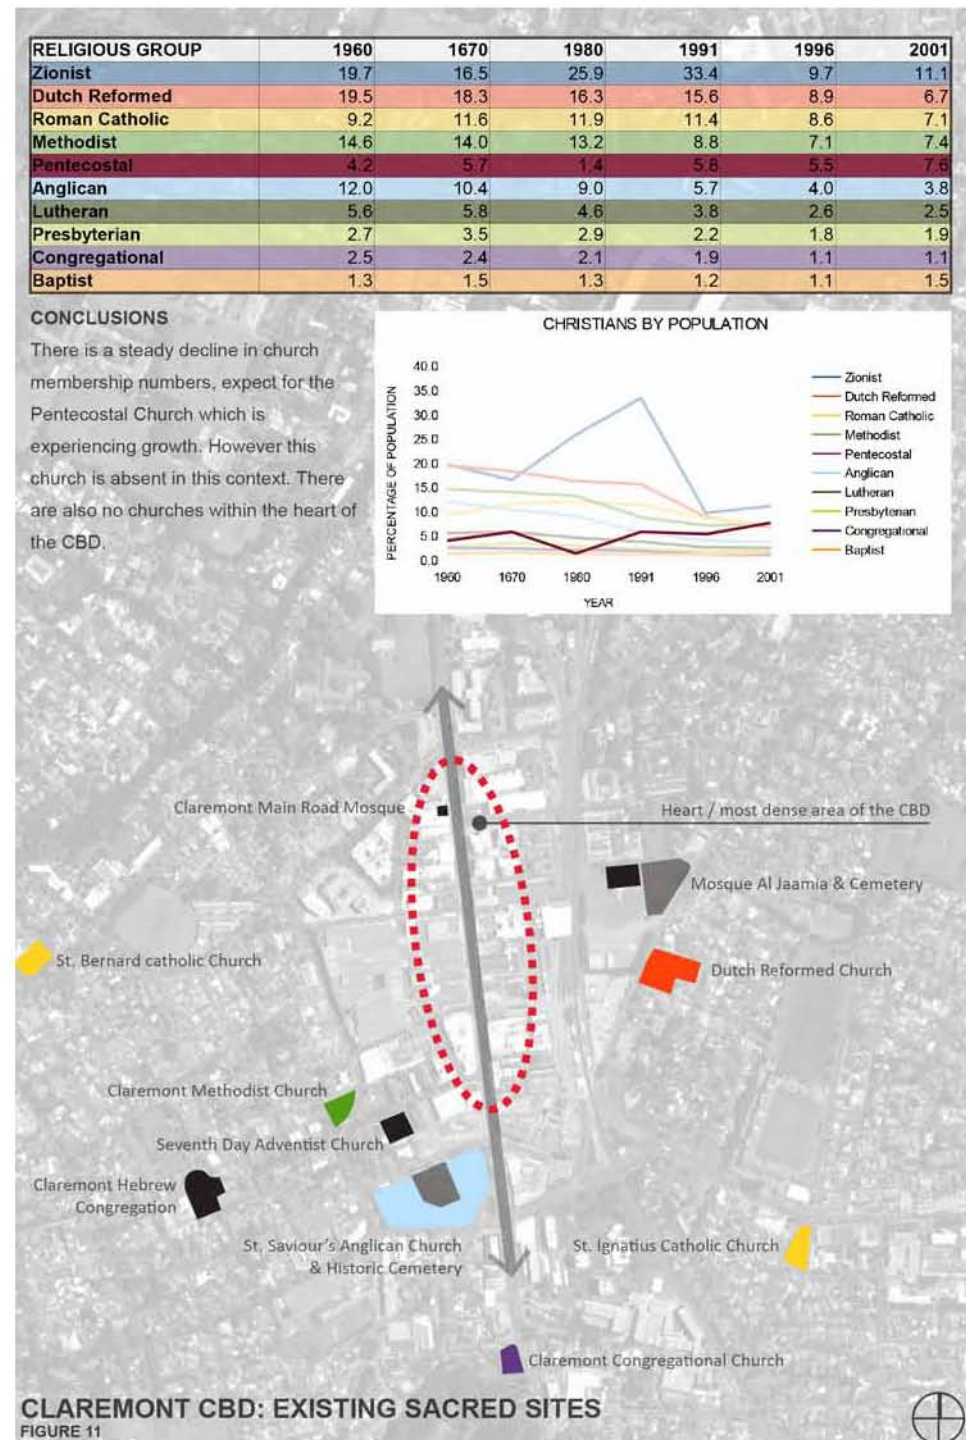 RELIGIOUS GROUP 1960 1670 1980 1991 1996 2001
Zionist 19.7 16.5 25.9 33.4 9.7 11.1
Dutch Reformed 19.5 18.3 16.3 15.6 8.9 6.7
Roman Catholic 9.2 11.6 11.9 11.4 8.6 7.1
Methodist 14.6 14.0 13.2 8.8 7.1 7.4
Pentecostal 4.2 5.7 1.4 5.8 5.5 7.6
Anglican 12.0 10.4 9.0 5.7 4.0 3.8
Lutheran 5.6 5.8 4.6 3.8 2.6 2.5
Presbyterian 2.7 3.5 2.9 2.2 1.8 1.9
Congregational 2.5 2.4 2.1 1.9 1.1 1.1
Baptist 1.3 1.5 1.3 1.2 1.1 1.5
CONCLUSIONS
There is a steady decline in church
membership numbers, expect for the
Pentecostal Church which is
experiencing growth. However this
church is absent in this context. There
are also no churches within the heart of
the CBD.
CHRISTIANS BY POPULATION
PERCENTAGE OF POPULATION
40.0
35.0
30.0
25.0
20.0
15.0
10.0
5.0
0.0
1960 1670 1980 1991 1996 2001
YEAR
Zionist
Dutch Reformed
Roman Catholic
Methodist
Pentecostal
Anglican
Lutheran
Presbyterian
Congregational
Baptist
Claremont Main Road Mosque
Heart / most dense area of the CBD
Mosque Al Jaamia & Cemetery
St. Bernard catholic Church
Dutch Reformed Church
Claremont Methodist Church
Seventh Day Adventist Church
Claremont Hebrew
Congregation
St. Saviour's Anglican Church
& Historic Cemetery
St. Ignatius Catholic Church
Claremont Congregational Church
CLAREMONT CBD: EXISTING SACRED SITES
FIGURE 11